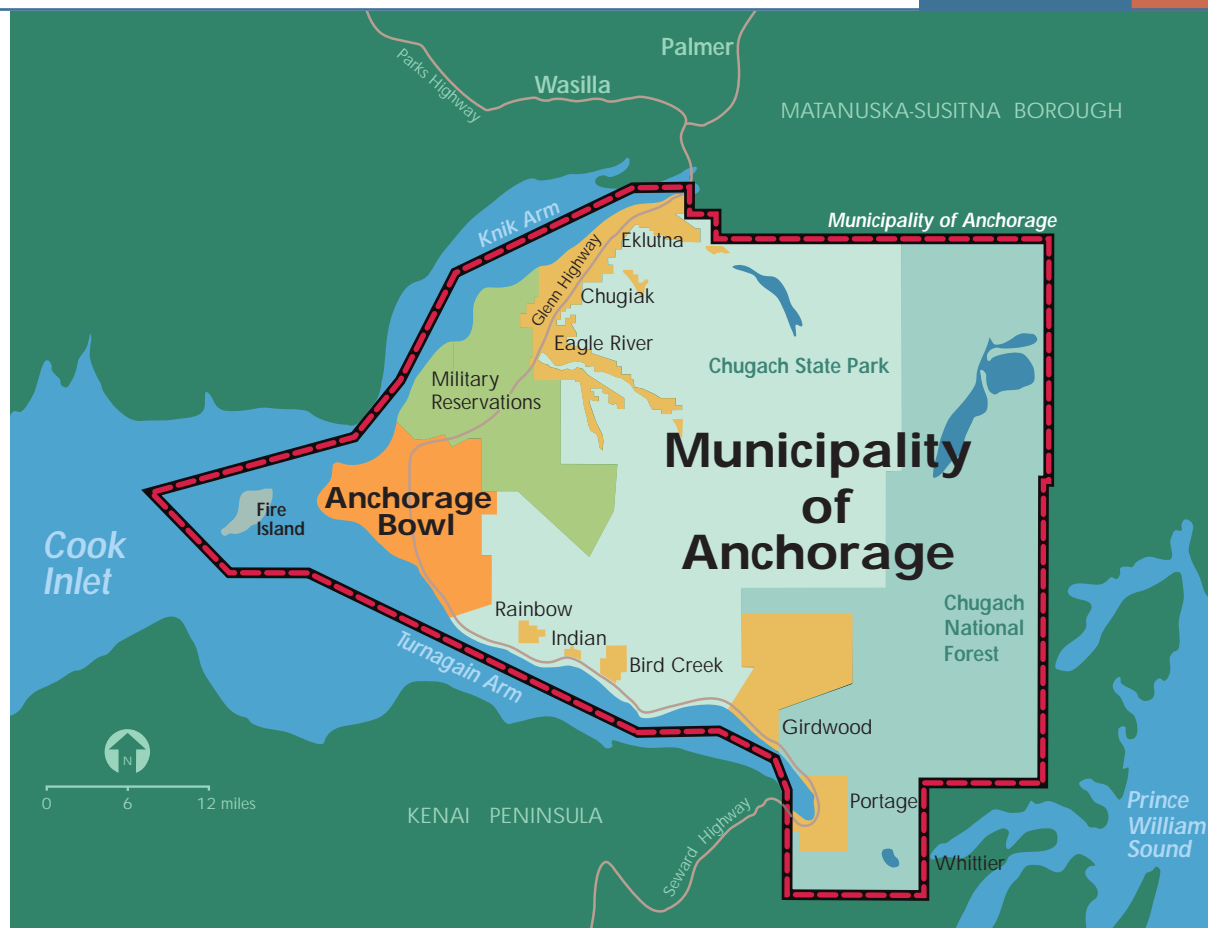 Palmer
Parks Highway
Wasilla
MATANUSKA-SUSITNA BOROUGH
Knik Arm
Municipality of Anchorage
Eklutna
Glenn Highway
Chugiak
Eagle River
Chugach State Park
Military
Reservations
Municipality
of
Anchorage
Anchorage
Bowl
Fire
Island
Cook
Inlet
Rainbow
Indian
Bird Creek
Chugach
National
Forest
Turnagain Arm
Girdwood
N
0 6 12 miles
Portage
KENAI PENINSULA
Seward Highway
Prince
William
Sound
Whittier